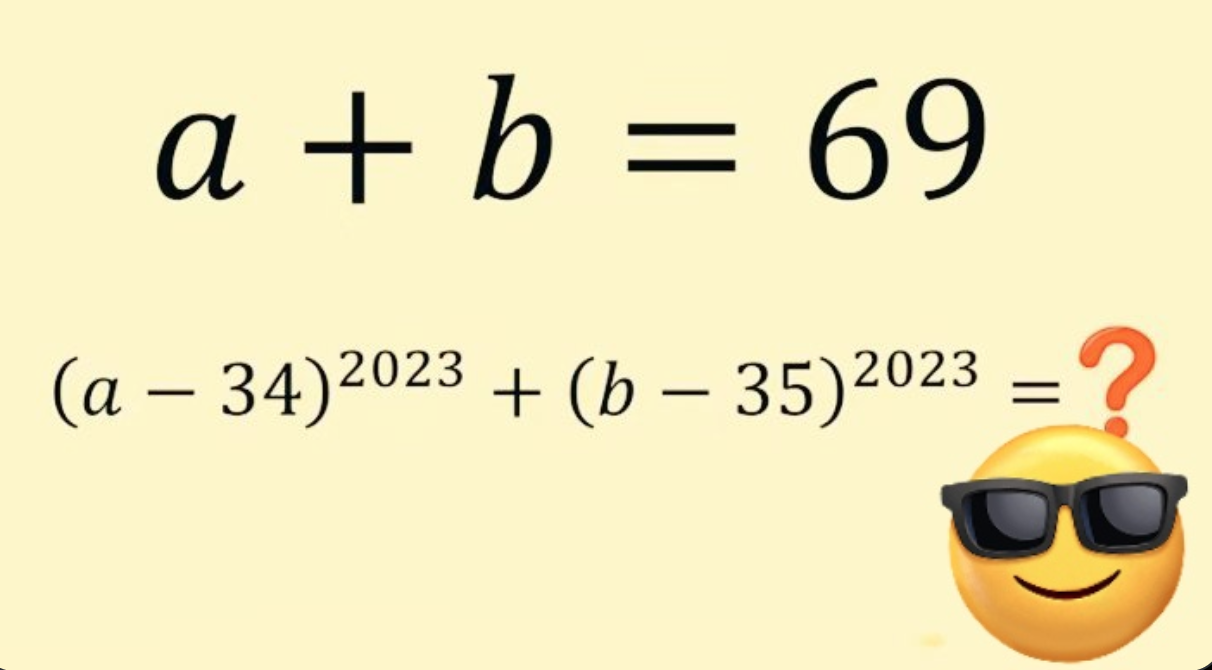 a + b = 69
(a − 34)²⁰²³ + (b − 35)²⁰²³ =❓